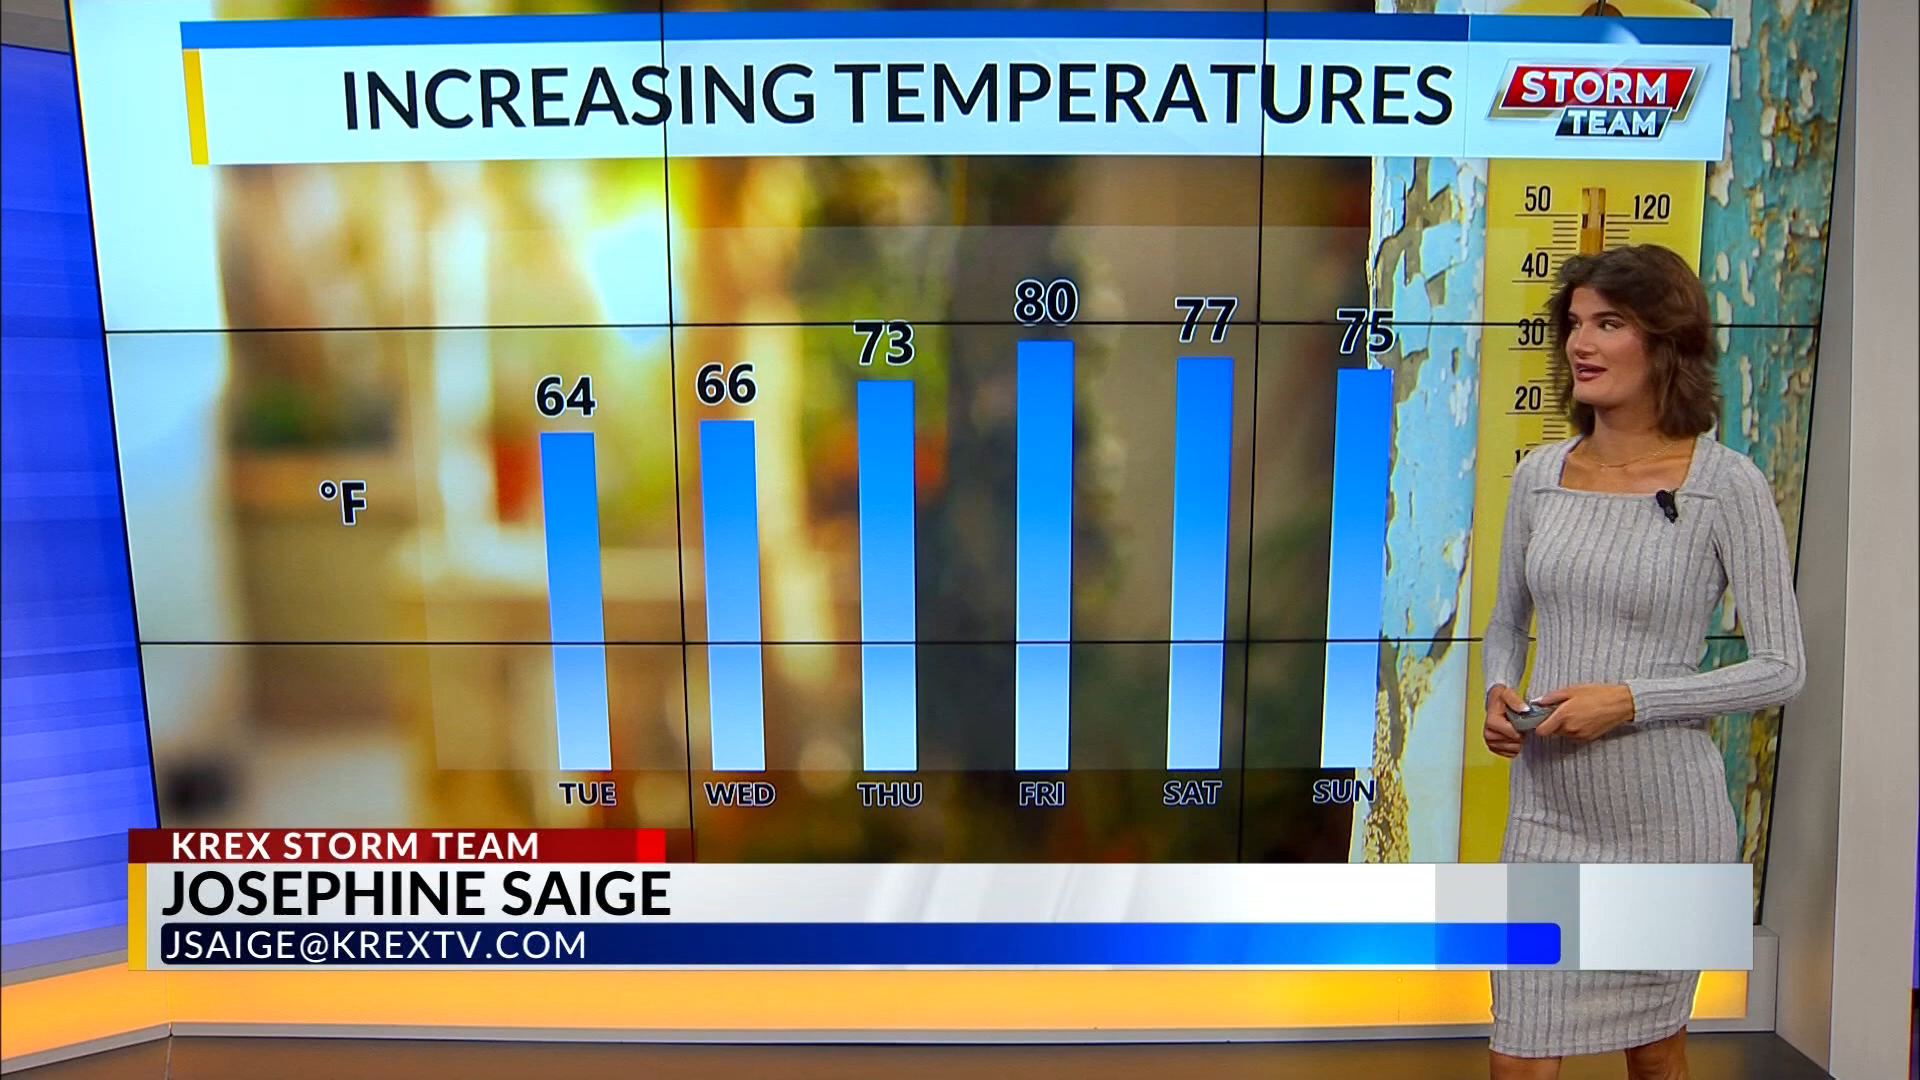 INCREASING TEMPERATURES
STORM
TEAM
50 120
40
30
20
80
77
75
73
66
64
°F
TUE WED THU FRI SAT SUN
KREX STORM TEAM
JOSEPHINE SAIGE
JSAIGE@KREXTV.COM